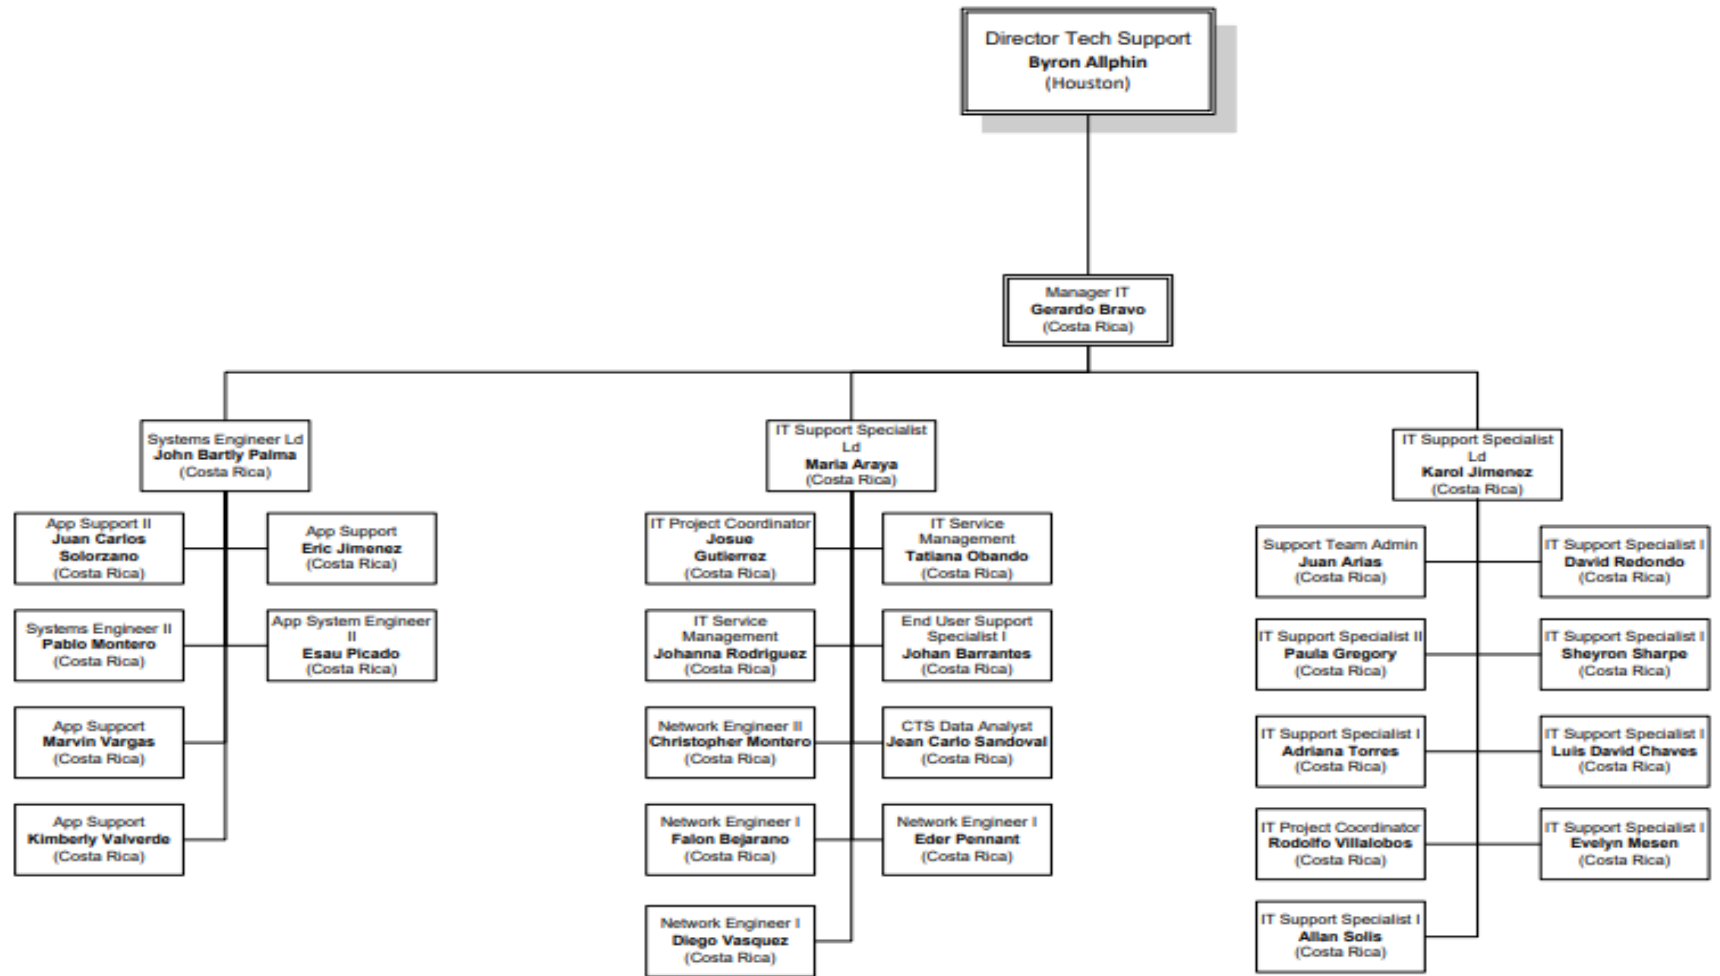 Director Tech Support
Byron Allphin
(Houston)
Manager IT
Gerardo Bravo
(Costa Rica)
Systems Engineer Ld
John Bartly Palma
(Costa Rica)
App Support II
Juan Carlos
Solorzano
(Costa Rica)
App Support
Eric Jimenez
(Costa Rica)
Systems Engineer II
Pablo Montero
(Costa Rica)
App System Engineer
II
Esau Picado
(Costa Rica)
App Support
Marvin Vargas
(Costa Rica)
App Support
Kimberly Valverde
(Costa Rica)
IT Support Specialist
Ld
Maria Araya
(Costa Rica)
IT Project Coordinator
Josue
Gutierrez
(Costa Rica)
IT Service
Management
Tatiana Obando
(Costa Rica)
IT Service
Management
Johanna Rodriguez
(Costa Rica)
End User Support
Specialist I
Johan Barrantes
(Costa Rica)
Network Engineer II
Christopher Montero
(Costa Rica)
CTS Data Analyst
Jean Carlo Sandoval
(Costa Rica)
Network Engineer I
Falon Bejarano
(Costa Rica)
Network Engineer I
Eder Pennant
(Costa Rica)
Network Engineer I
Diego Vasquez
(Costa Rica)
IT Support Specialist
Ld
Karol Jimenez
(Costa Rica)
Support Team Admin
Juan Arias
(Costa Rica)
IT Support Specialist I
David Redondo
(Costa Rica)
IT Support Specialist II
Paula Gregory
(Costa Rica)
IT Support Specialist I
Sheyron Sharpe
(Costa Rica)
IT Support Specialist I
Adriana Torres
(Costa Rica)
IT Support Specialist I
Luis David Chaves
(Costa Rica)
IT Project Coordinator
Rodolfo Villalobos
(Costa Rica)
IT Support Specialist I
Evelyn Mesen
(Costa Rica)
IT Support Specialist I
Allan Solis
(Costa Rica)